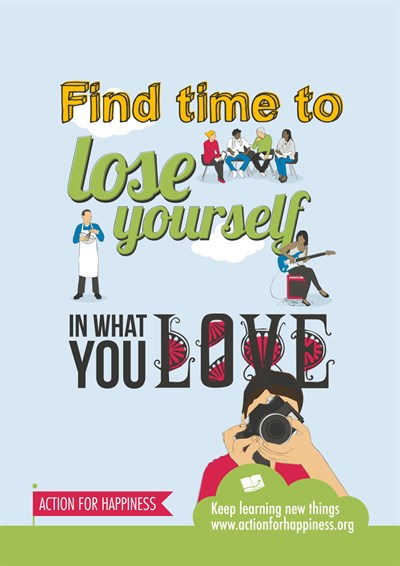 Find time to
lose
yourself
IN WHAT
YOU LOVE
ACTION FOR HAPPINESS
Keep learning new things
www.actionforhappiness.org